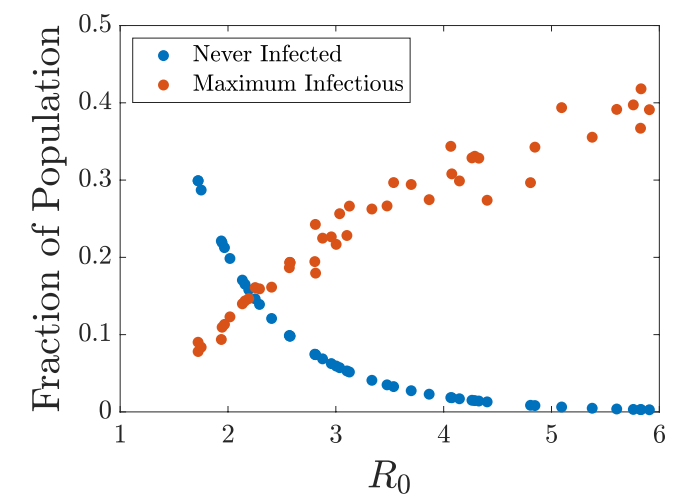 0.5
0.4
0.3
0.2
0.1
0
Fraction of Population
Never Infected
Maximum Infectious
1 2 3 4 5 6
R₀